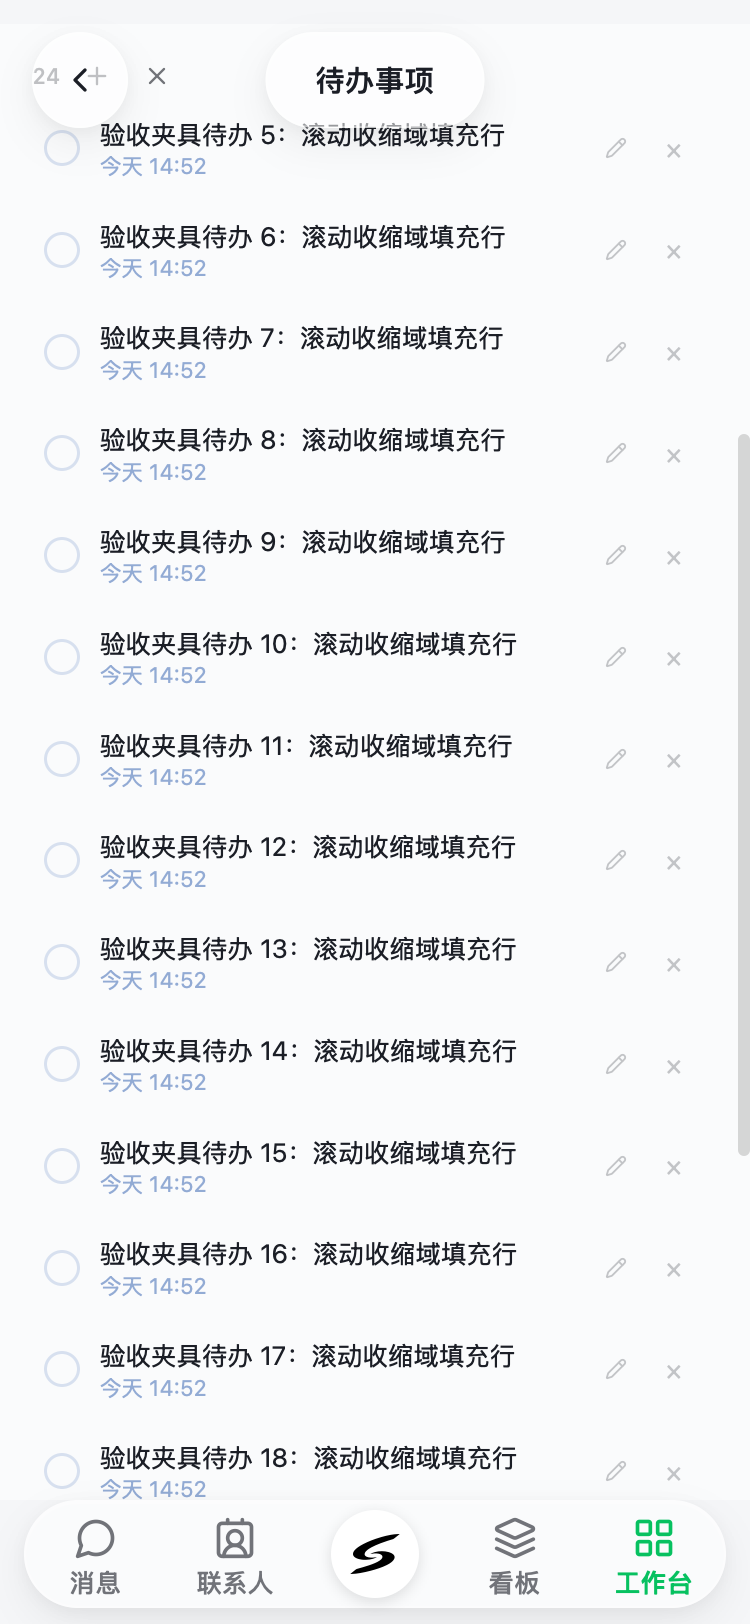 24
待办事项
验收夹具待办 5：滚动收缩域填充行
今天 14:52
验收夹具待办 6：滚动收缩域填充行
今天 14:52
验收夹具待办 7：滚动收缩域填充行
今天 14:52
验收夹具待办 8：滚动收缩域填充行
今天 14:52
验收夹具待办 9：滚动收缩域填充行
今天 14:52
验收夹具待办 10：滚动收缩域填充行
今天 14:52
验收夹具待办 11：滚动收缩域填充行
今天 14:52
验收夹具待办 12：滚动收缩域填充行
今天 14:52
验收夹具待办 13：滚动收缩域填充行
今天 14:52
验收夹具待办 14：滚动收缩域填充行
今天 14:52
验收夹具待办 15：滚动收缩域填充行
今天 14:52
验收夹具待办 16：滚动收缩域填充行
今天 14:52
验收夹具待办 17：滚动收缩域填充行
今天 14:52
验收夹具待办 18：滚动收缩域填充行
今天 14:52
消息
联系人
看板
工作台